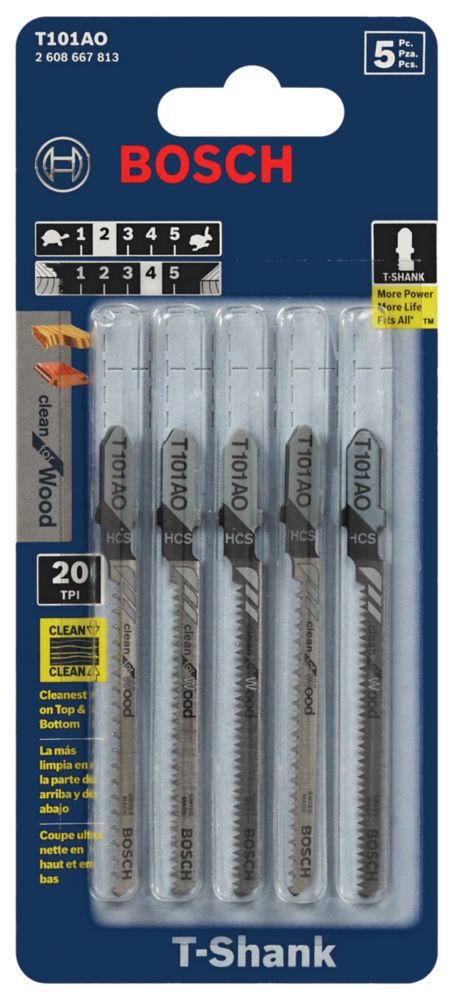 T101AO
2 608 667 813
5 Pc.
Pza.
Pcs.
BOSCH
1 2 3 4 5
1 2 3 4 5
T-SHANK
More Power
More Life
Fits All* ™
clean for Wood
20
TPI
CLEAN
CLEAN
Cleanest
on Top &
Bottom
La más
limpia en
la parte de
arriba y de
abajo
Coupe
nette en
haut et en
bas
T101AO
HCS
clean for Wood
SWISS
MADE
BOSCH
T101AO
HCS
clean for Wood
SWISS
MADE
BOSCH
T101AO
HCS
clean for Wood
SWISS
MADE
BOSCH
T101AO
HCS
clean for Wood
SWISS
MADE
BOSCH
T101AO
HCS
clean for Wood
SWISS
MADE
BOSCH
T-Shank